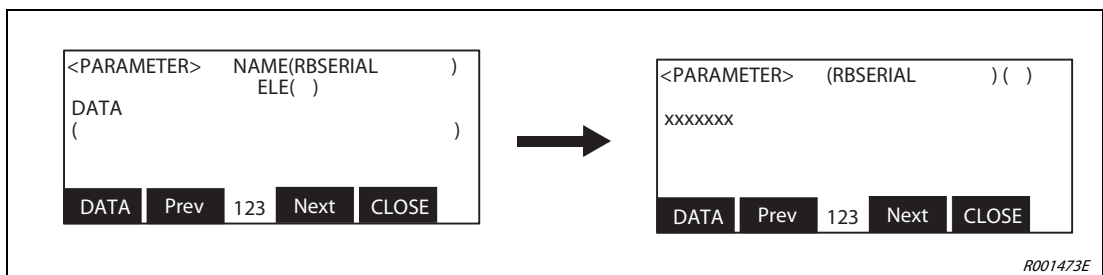 <PARAMETER> NAME(RBSERIAL )
ELE( )
DATA
( )
DATA Prev 123 Next CLOSE
<PARAMETER> (RBSERIAL ) ( )
xxxxxxx
DATA Prev 123 Next CLOSE
R001473E